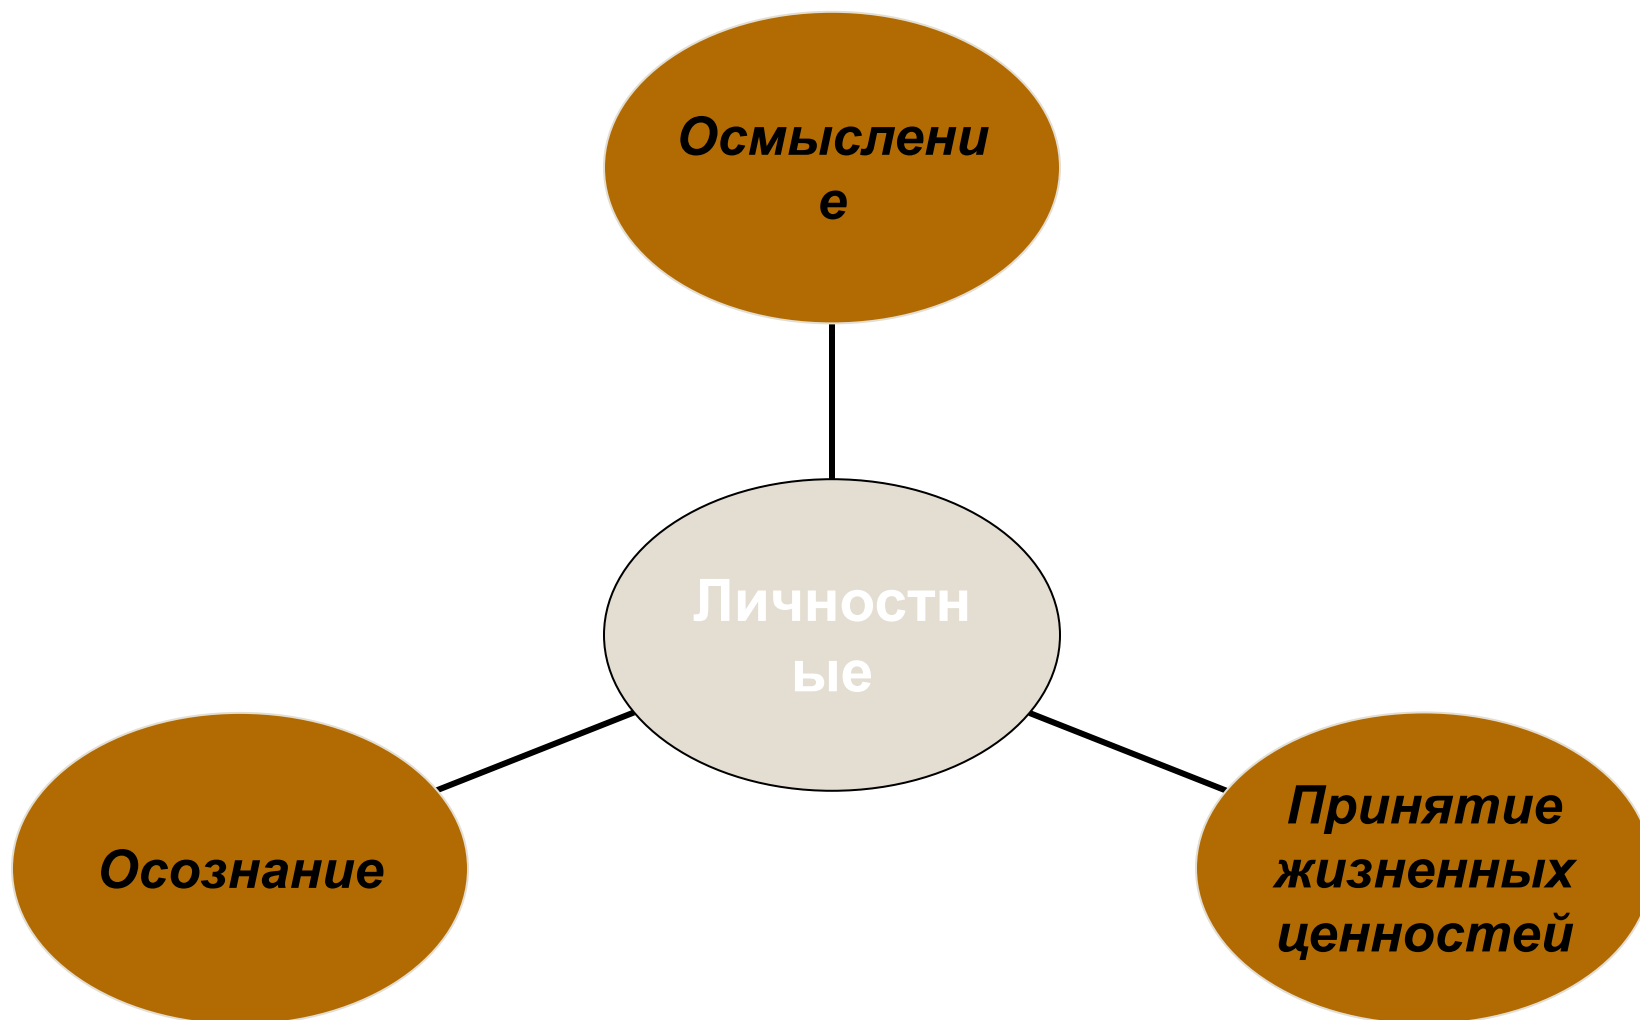 Осмыслени
е
Личностн
ые
Осознание
Принятие
жизненных
ценностей